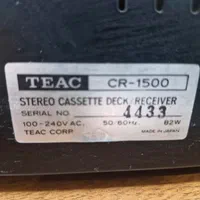 TEAC CR-1500
STEREO CASSETTE DECK RECEIVER
SERIAL NO 4433
100-240V AC. 50/60Hz. 82W
TEAC CORP. MADE IN JAPAN